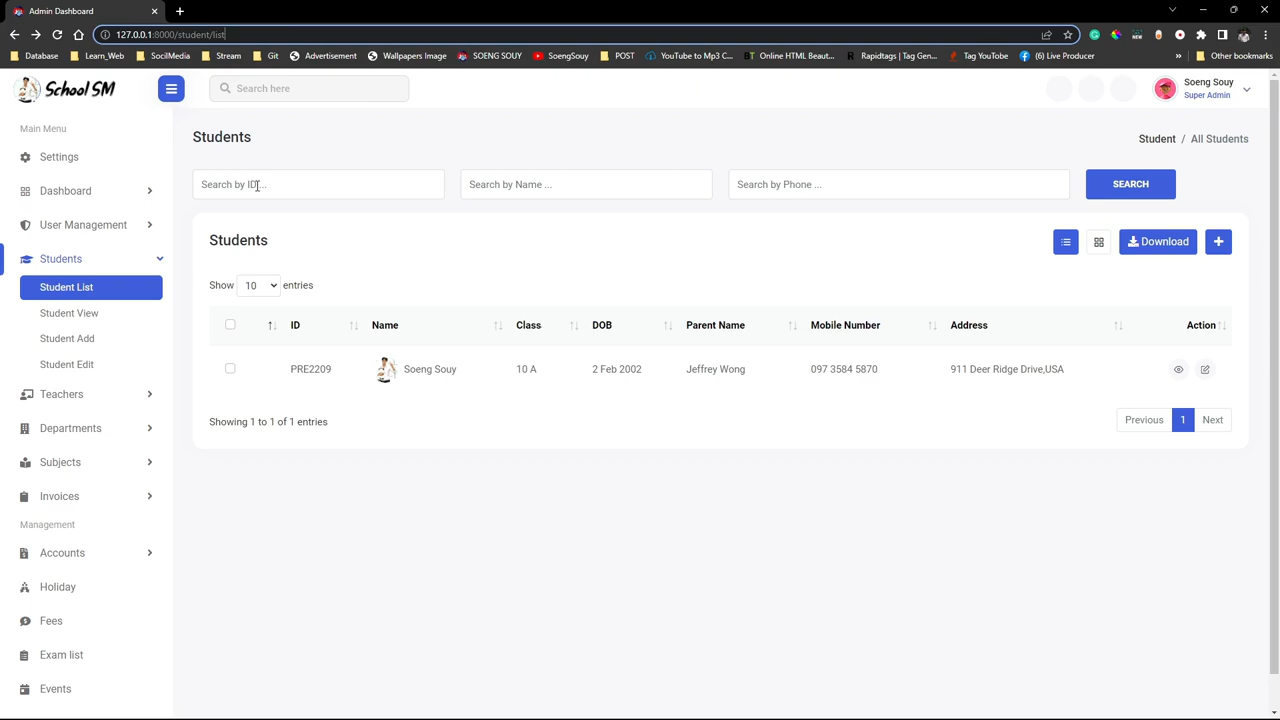 Admin Dashboard
127.0.0.1:8000/student/list
Database Learn_Web SocilMedia Stream Git Advertisement Wallpapers Image SOENG SOUY SoengSouy POST YouTube to Mp3 C... Online HTML Beaut... Rapidtags | Tag Gen... Tag YouTube (6) Live Producer » Other bookmarks
School SM
Search here
Soeng Souy
Super Admin
Main Menu
Settings
Dashboard
User Management
Students
Student List
Student View
Student Add
Student Edit
Teachers
Departments
Subjects
Invoices
Management
Accounts
Holiday
Fees
Exam list
Events
Students
Student / All Students
Search by ID ...
Search by Name ...
Search by Phone ...
SEARCH
Students
Download
Show 10 entries
ID Name Class DOB Parent Name Mobile Number Address Action
PRE2209 Soeng Souy 10 A 2 Feb 2002 Jeffrey Wong 097 3584 5870 911 Deer Ridge Drive,USA
Showing 1 to 1 of 1 entries
Previous 1 Next